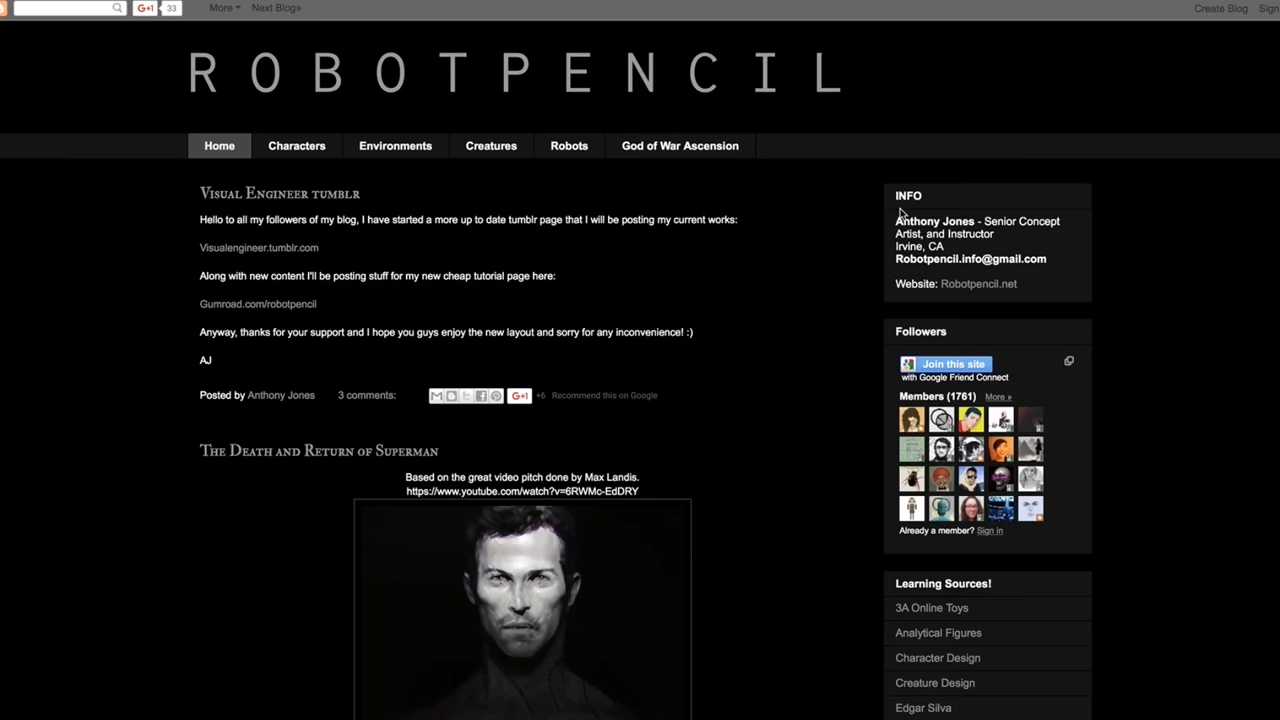 G+1 33 More Next Blog» Create Blog Sign
ROBOTPENCIL
Home Characters Environments Creatures Robots God of War Ascension
Visual Engineer tumblr
Hello to all my followers of my blog, I have started a more up to date tumblr page that I will be posting my current works:
Visualengineer.tumblr.com
Along with new content I'll be posting stuff for my new cheap tutorial page here:
Gumroad.com/robotpencil
Anyway, thanks for your support and I hope you guys enjoy the new layout and sorry for any inconvenience! :)
AJ
Posted by Anthony Jones 3 comments: G+1 +6 Recommend this on Google
The Death and Return of Superman
Based on the great video pitch done by Max Landis.
https://www.youtube.com/watch?v=6RWMc-EdDRY
INFO
Anthony Jones - Senior Concept
Artist, and Instructor
Irvine, CA
Robotpencil.info@gmail.com
Website: Robotpencil.net
Followers
Join this site
with Google Friend Connect
Members (1761) More »
Already a member? Sign in
Learning Sources!
3A Online Toys
Analytical Figures
Character Design
Creature Design
Edgar Silva